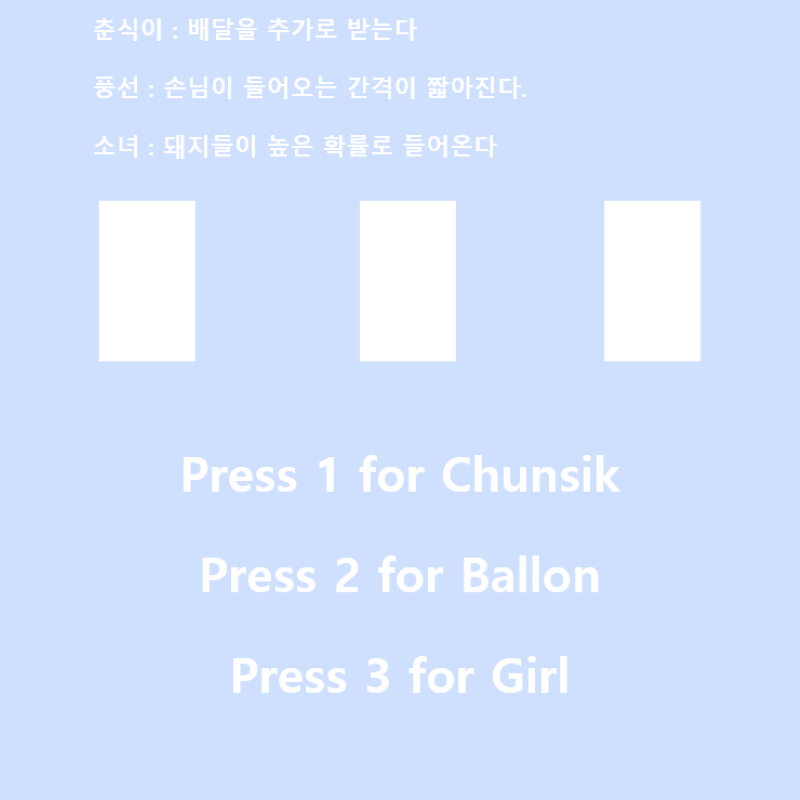 춘식이 : 배달을 추가로 받는다
풍선 : 손님이 들어오는 간격이 짧아진다.
소녀 : 돼지들이 높은 확률로 들어온다
Press 1 for Chunsik
Press 2 for Ballon
Press 3 for Girl